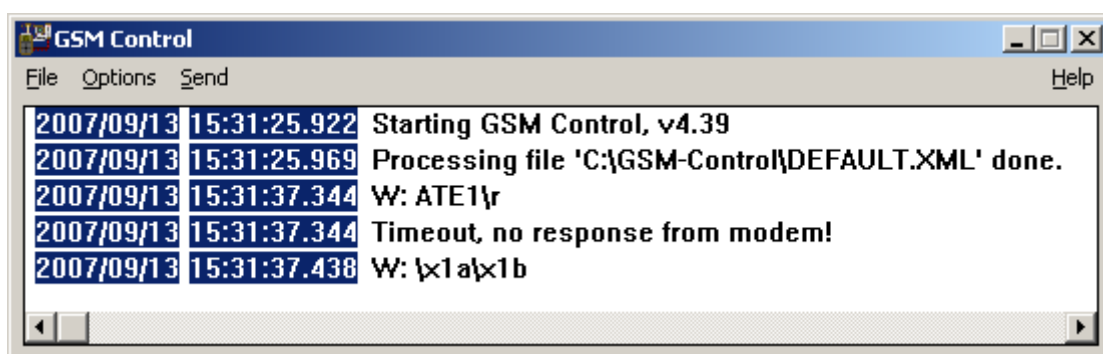 GSM Control
File Options Send Help
2007/09/13 15:31:25.922 Starting GSM Control, v4.39
2007/09/13 15:31:25.969 Processing file 'C:\GSM-Control\DEFAULT.XML' done.
2007/09/13 15:31:37.344 W: ATE1\r
2007/09/13 15:31:37.344 Timeout, no response from modem!
2007/09/13 15:31:37.438 W: \x1a\x1b